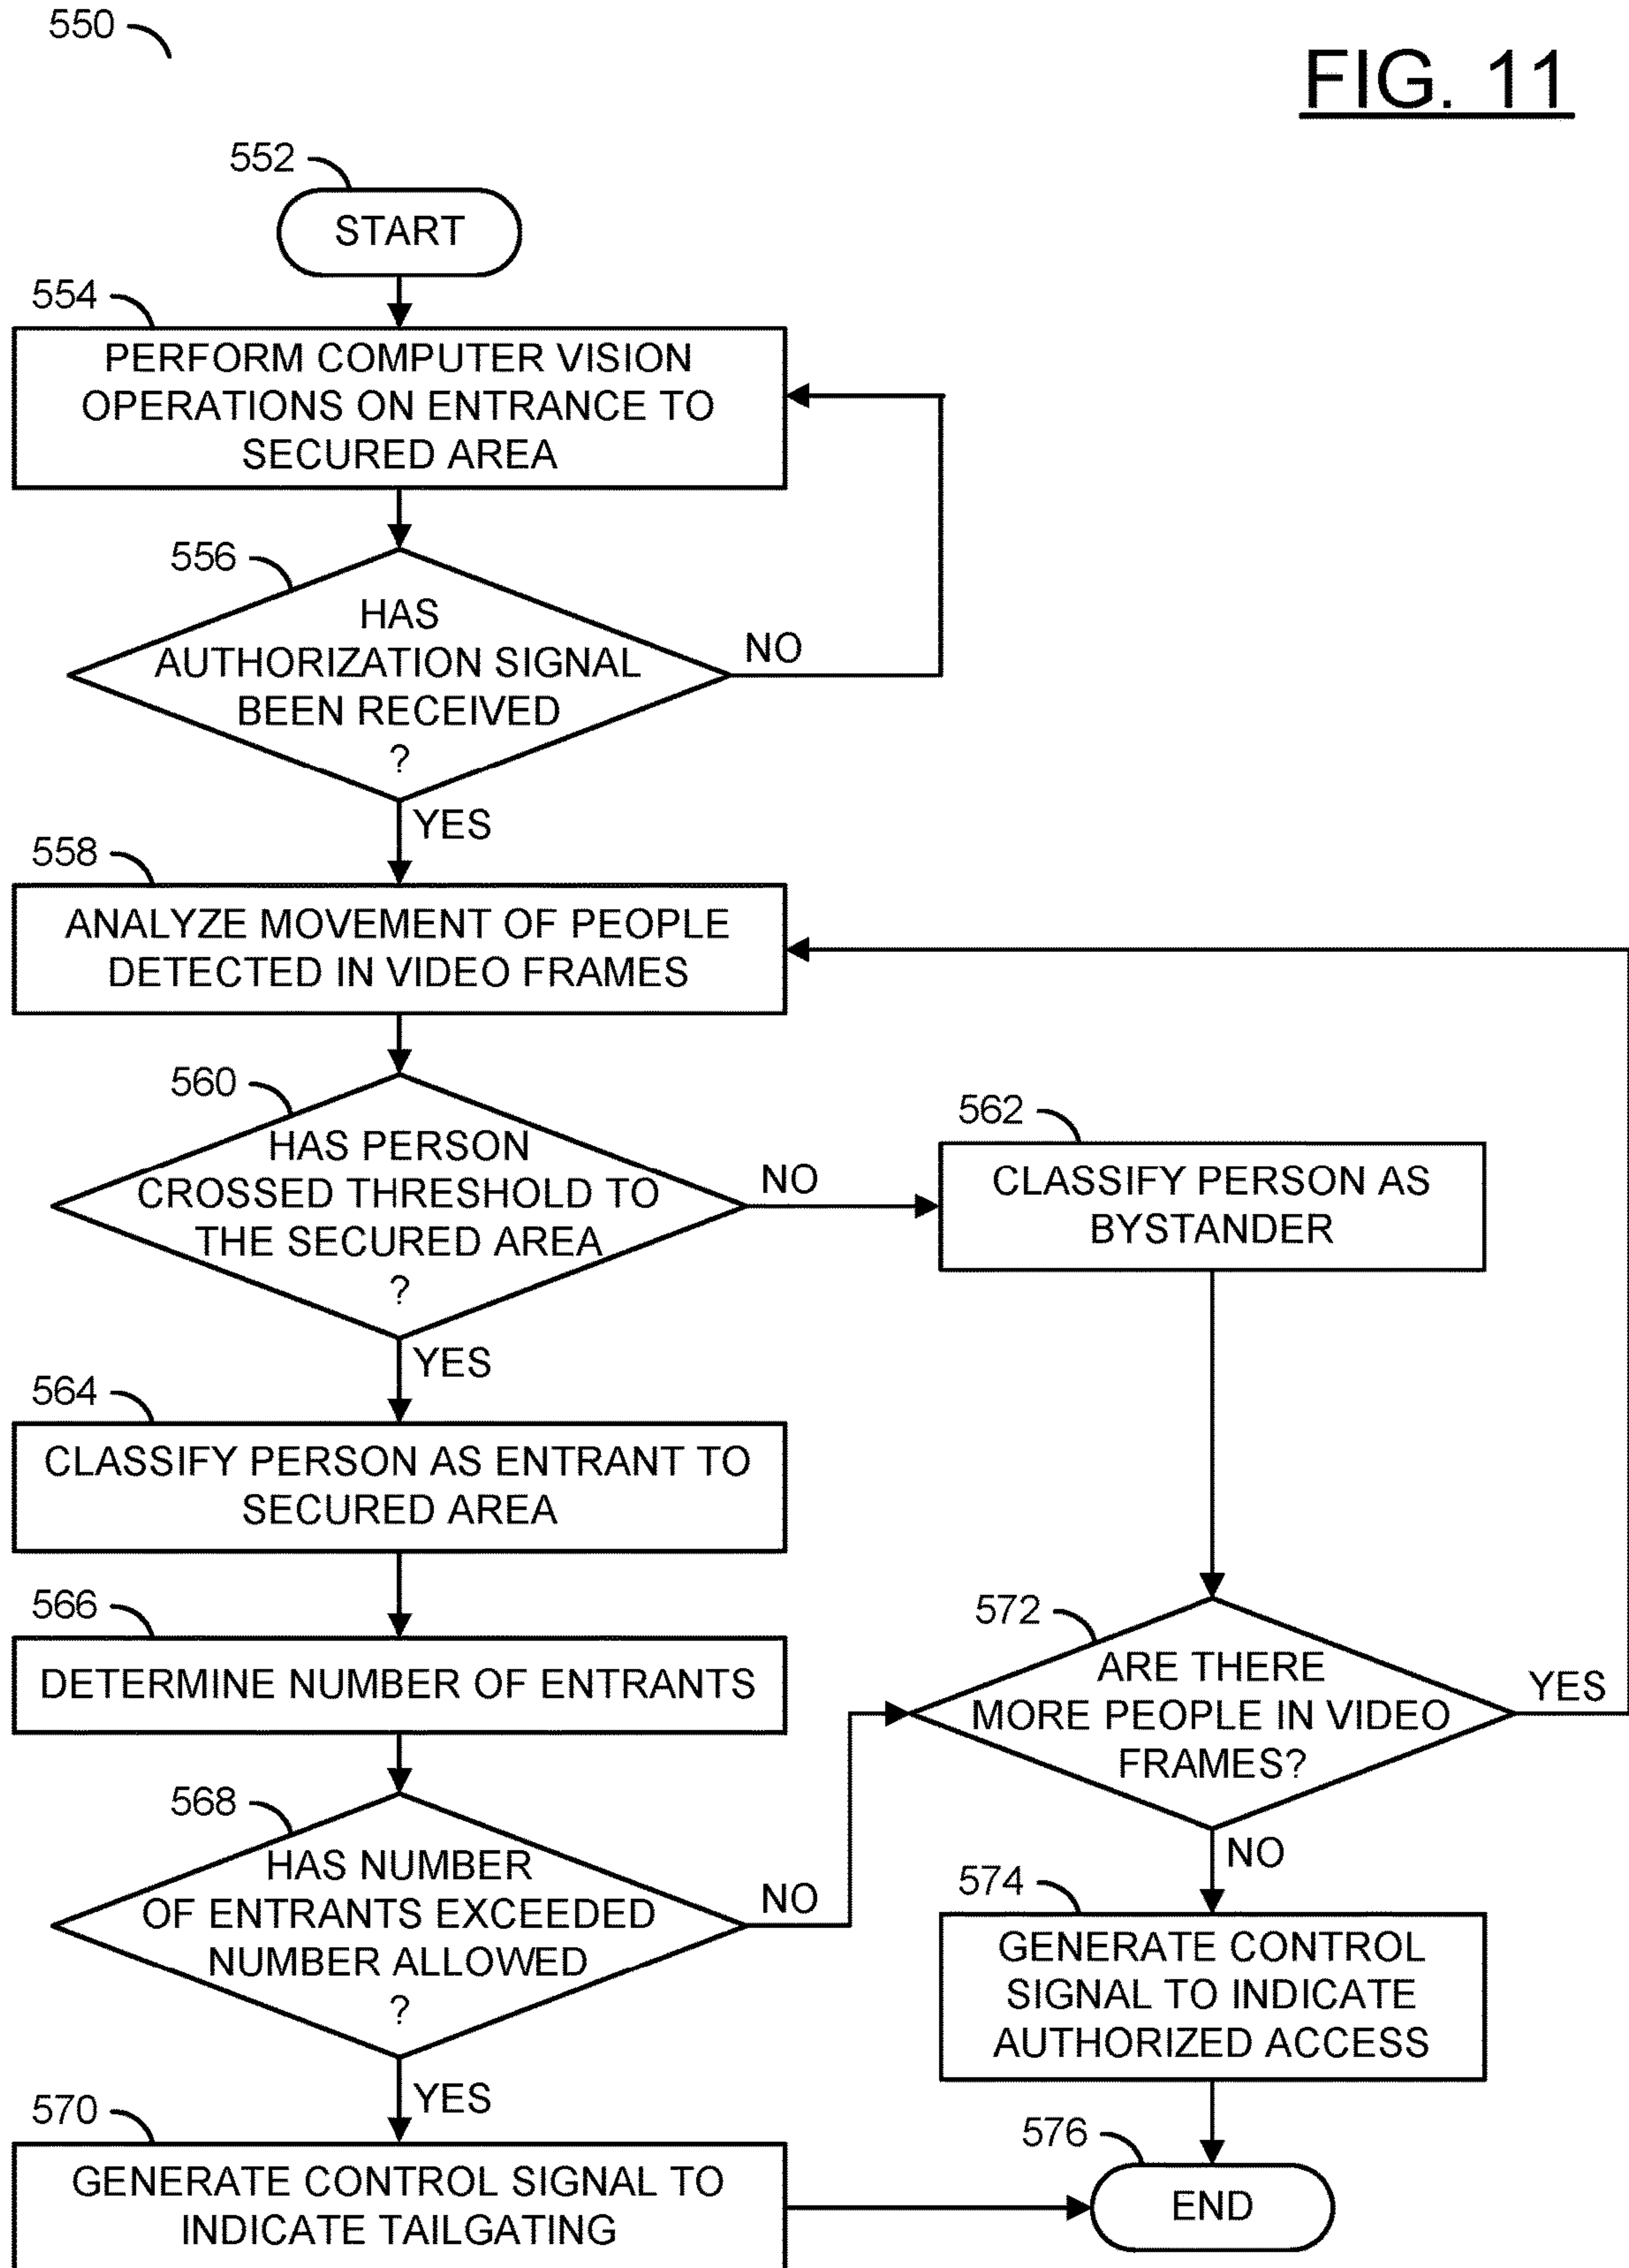 550
FIG. 11
552
START
554
PERFORM COMPUTER VISION
OPERATIONS ON ENTRANCE TO
SECURED AREA
556
HAS
AUTHORIZATION SIGNAL
BEEN RECEIVED
?
NO
YES
558
ANALYZE MOVEMENT OF PEOPLE
DETECTED IN VIDEO FRAMES
560
HAS PERSON
CROSSED THRESHOLD TO
THE SECURED AREA
?
NO
562
CLASSIFY PERSON AS
BYSTANDER
YES
564
CLASSIFY PERSON AS ENTRANT TO
SECURED AREA
566
DETERMINE NUMBER OF ENTRANTS
572
ARE THERE
MORE PEOPLE IN VIDEO
FRAMES?
YES
568
HAS NUMBER
OF ENTRANTS EXCEEDED
NUMBER ALLOWED
?
NO
NO
574
GENERATE CONTROL
SIGNAL TO INDICATE
AUTHORIZED ACCESS
YES
570
GENERATE CONTROL SIGNAL TO
INDICATE TAILGATING
576
END